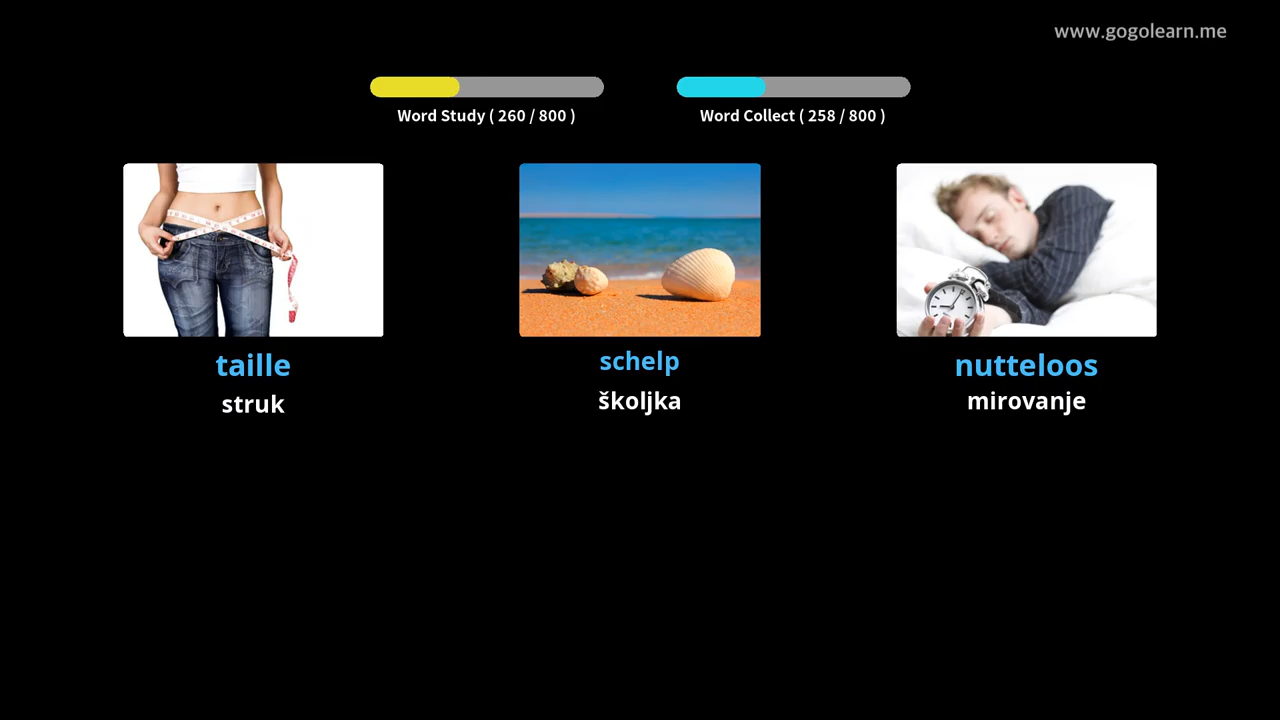 www.gogolearn.me
Word Study ( 260 / 800 )
Word Collect ( 258 / 800 )
taille
struk
schelp
školjka
nutteloos
mirovanje